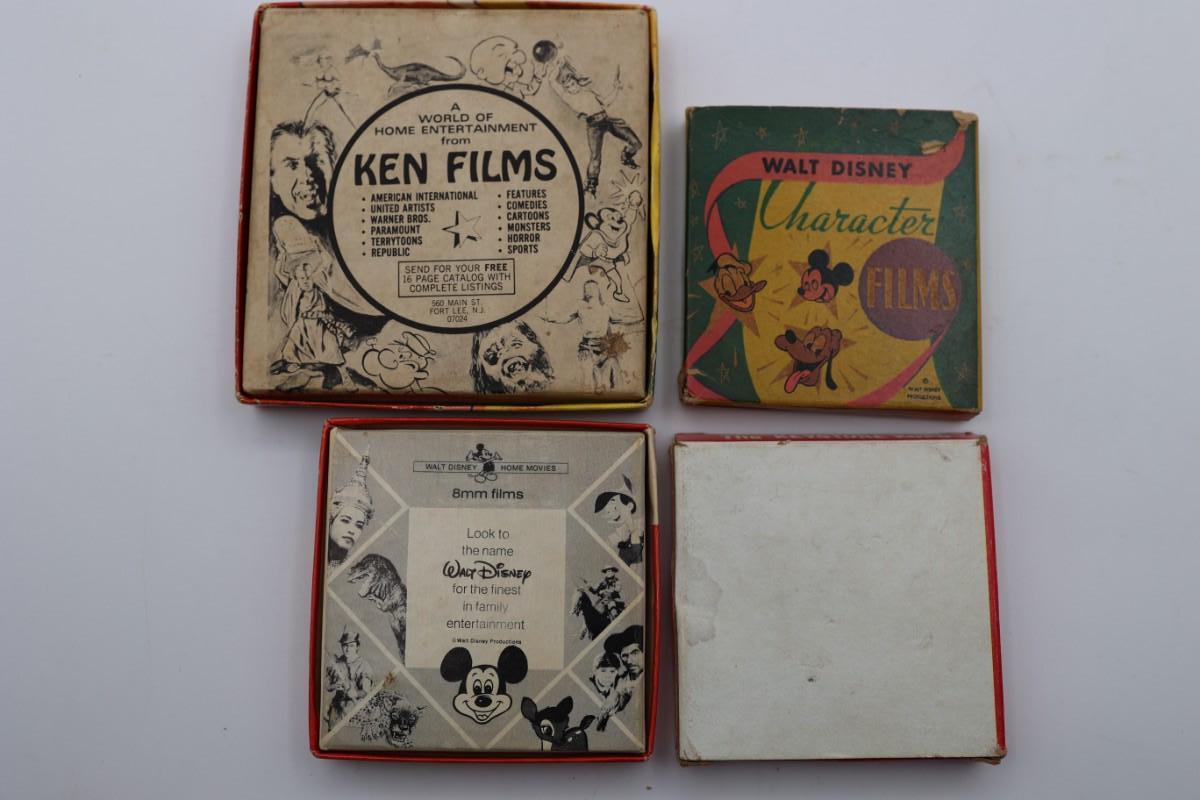 A
WORLD OF
HOME ENTERTAINMENT
from
KEN FILMS
• AMERICAN INTERNATIONAL
• UNITED ARTISTS
• WARNER BROS.
• PARAMOUNT
• TERRYTOONS
• REPUBLIC
• FEATURES
• COMEDIES
• CARTOONS
• MONSTERS
• HORROR
• SPORTS
SEND FOR YOUR FREE
16 PAGE CATALOG WITH
COMPLETE LISTINGS
560 MAIN ST.
FORT LEE, N.J.
07024
WALT DISNEY
Character
FILMS
©
WALT DISNEY
PRODUCTIONS
WALT DISNEY HOME MOVIES
8mm films
Look to
the name
WALT DISNEY
for the finest
in family
entertainment
© Walt Disney Productions